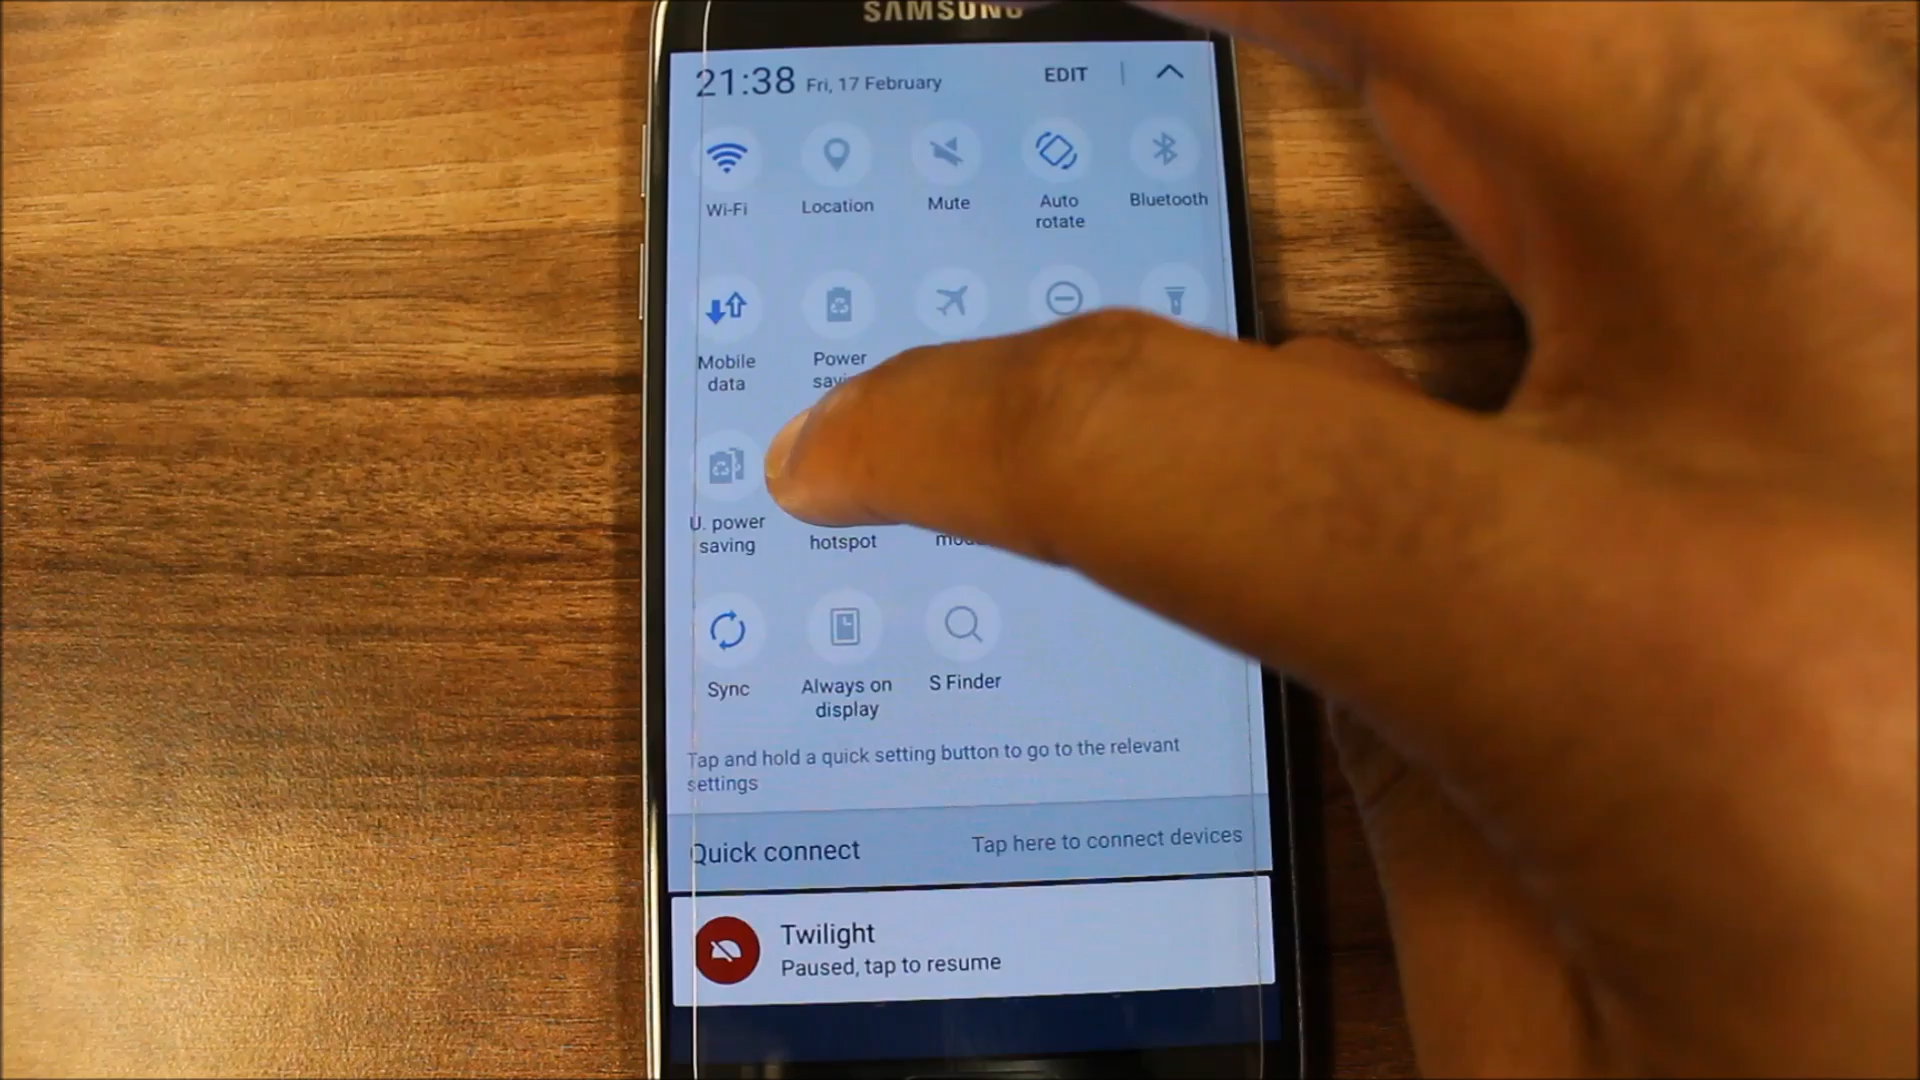 SAMSUNG
21:38 Fri, 17 February EDIT
Wi-Fi Location Mute Auto rotate Bluetooth
Mobile data Power
U. power saving hotspot
Sync Always on display S Finder
Tap and hold a quick setting button to go to the relevant
settings
Quick connect Tap here to connect devices
Twilight
Paused, tap to resume